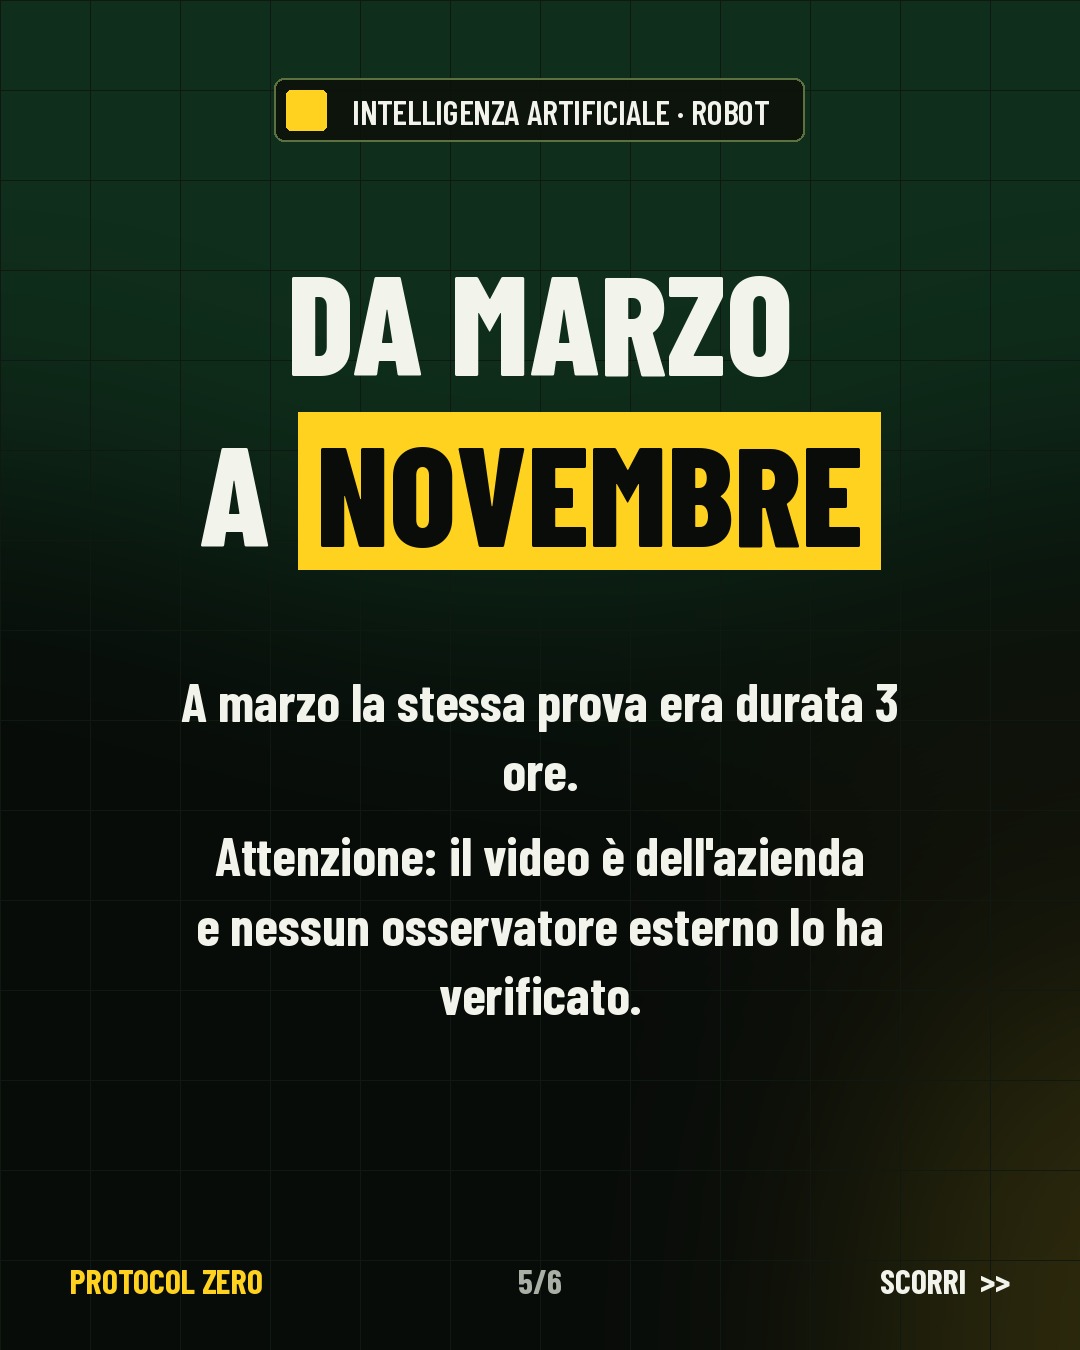 INTELLIGENZA ARTIFICIALE · ROBOT
DA MARZO
A NOVEMBRE
A marzo la stessa prova era durata 3
ore.
Attenzione: il video è dell'azienda
e nessun osservatore esterno lo ha
verificato.
PROTOCOL ZERO
5/6
SCORRI >>